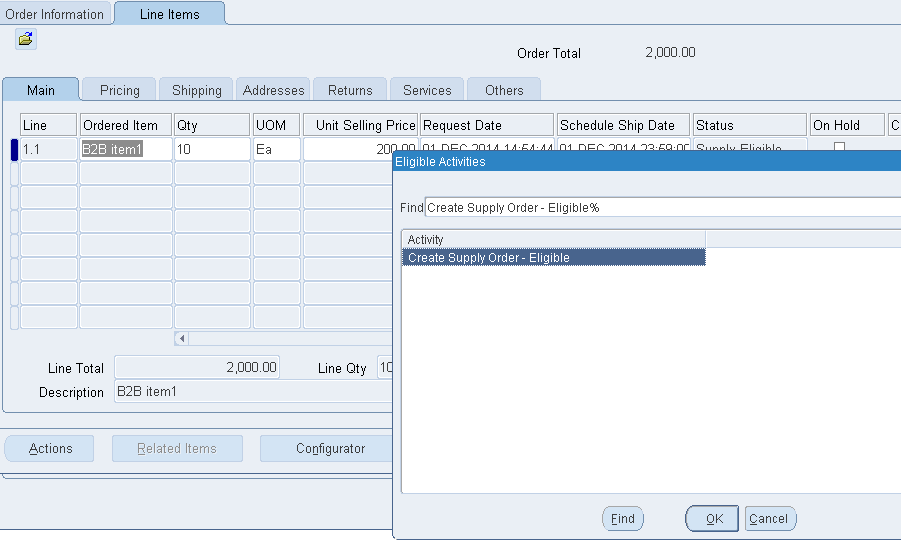 Order Information Line Items
Order Total 2,000.00
Main Pricing Shipping Addresses Returns Services Others
Line Ordered Item Qty UOM Unit Selling Price Request Date Schedule Ship Date Status On Hold C
1.1 B2B item1 10 Ea 200.00 01-DEC-2014 14:54:44 01-DEC-2014 23:59:00 Supply Eligible
Eligible Activities
Find Create Supply Order - Eligible%
Activity
Create Supply Order - Eligible
Line Total 2,000.00 Line Qty 10
Description B2B item1
Actions Related Items Configurator
Find OK Cancel